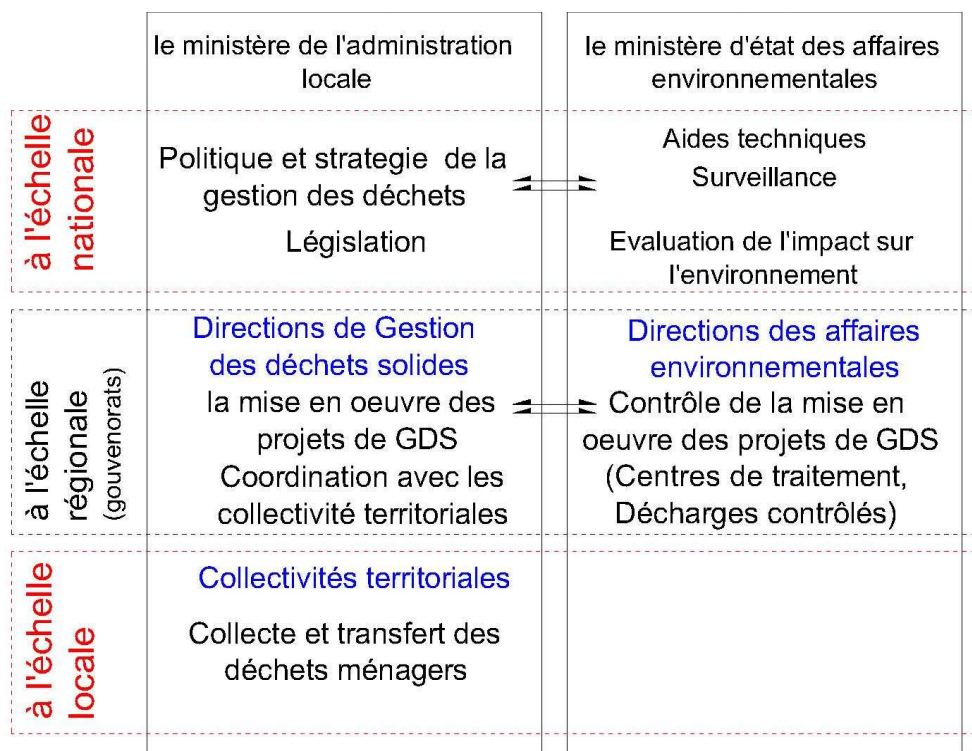 le ministère de l'administration
locale
le ministère d'état des affaires
environnementales
à l'échelle
nationale
Politique et strategie de la
gestion des déchets
Législation
Aides techniques
Surveillance
Evaluation de l'impact sur
l'environnement
à l'échelle
régionale
(gouvenorats)
Directions de Gestion
des déchets solides
la mise en oeuvre des
projets de GDS
Coordination avec les
collectivité territoriales
Directions des affaires
environnementales
Contrôle de la mise en
oeuvre des projets de GDS
(Centres de traitement,
Décharges contrôlés)
à l'échelle
locale
Collectivités territoriales
Collecte et transfert des
déchets ménagers